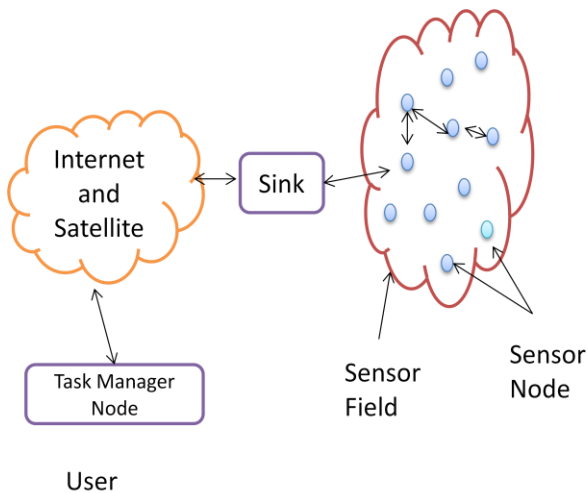 Internet
and
Satellite
Sink
Task Manager
Node
User
Sensor
Field
Sensor
Node